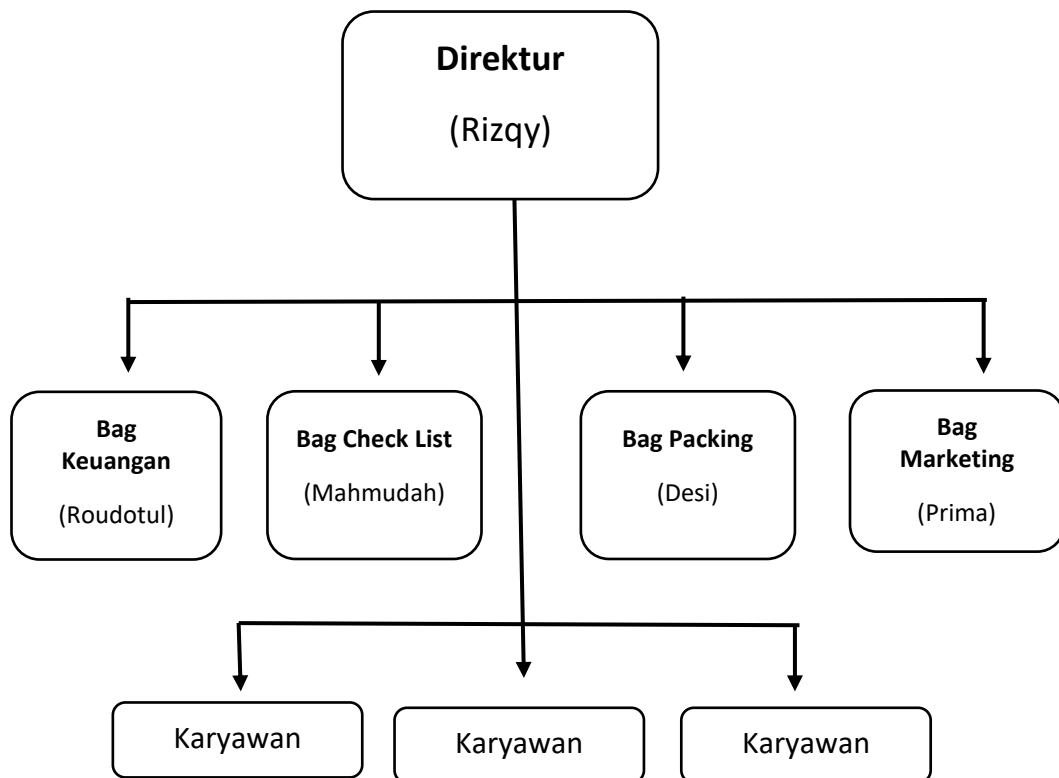 Direktur
(Rizqy)
Bag
Keuangan
(Roudotul)
Bag Check List
(Mahmudah)
Bag Packing
(Desi)
Bag
Marketing
(Prima)
Karyawan
Karyawan
Karyawan